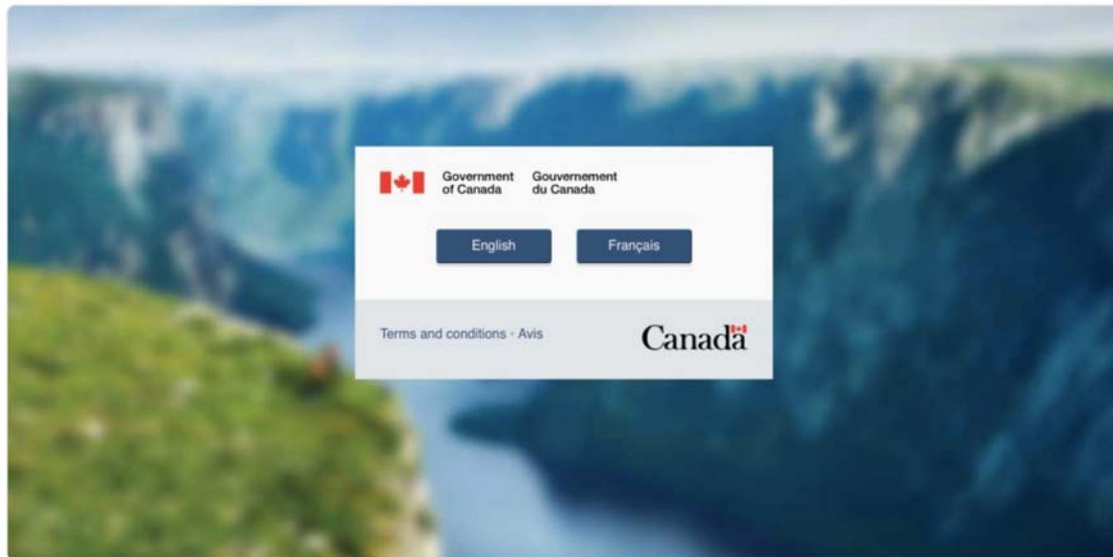 Government Gouvernement
of Canada du Canada
English Français
Terms and conditions · Avis
Canada